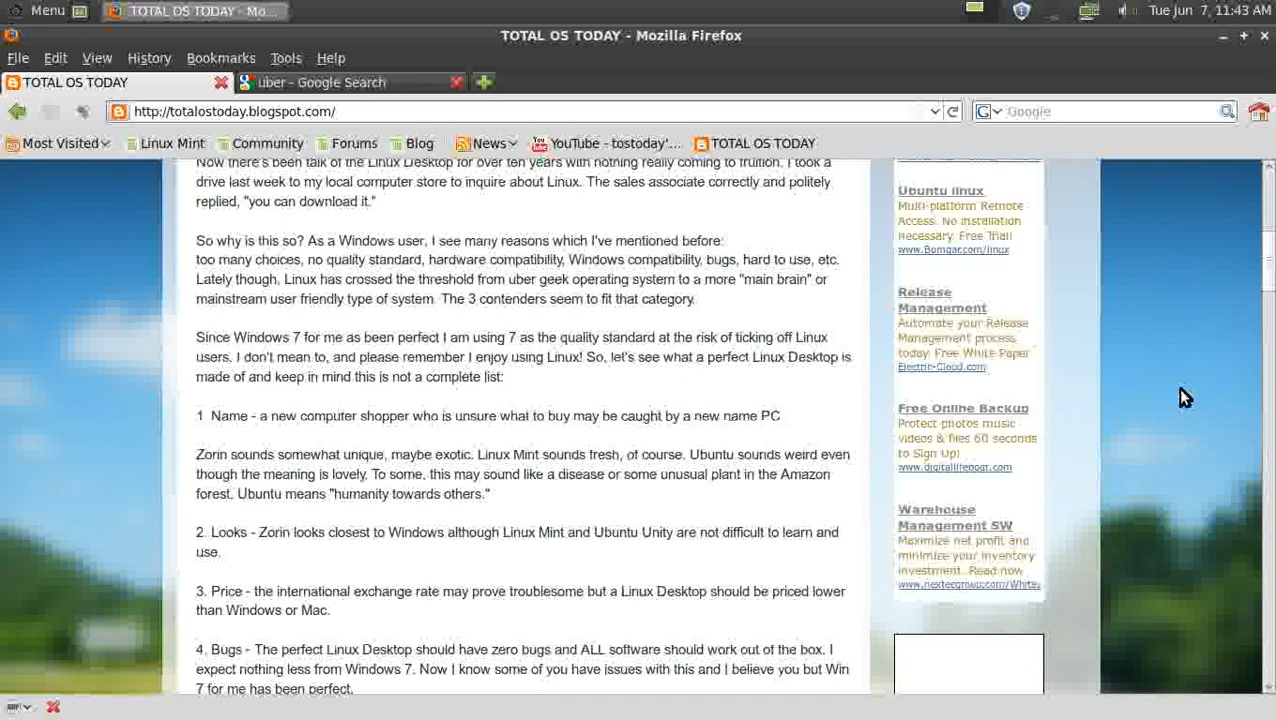 Menu
TOTAL OS TODAY - Mo...
Tue Jun 7, 11:43 AM
TOTAL OS TODAY - Mozilla Firefox
File Edit View History Bookmarks Tools Help
TOTAL OS TODAY
uber - Google Search
http://totalostoday.blogspot.com/
Google
Most Visited
Linux Mint
Community
Forums
Blog
News
YouTube - tostoday'...
TOTAL OS TODAY
Now there's been talk of the Linux Desktop for over ten years with nothing really coming to fruition. I took a
drive last week to my local computer store to inquire about Linux. The sales associate correctly and politely
replied, "you can download it."
So why is this so? As a Windows user, I see many reasons which I've mentioned before:
too many choices, no quality standard, hardware compatibility, Windows compatibility, bugs, hard to use, etc.
Lately though, Linux has crossed the threshold from uber geek operating system to a more "main brain" or
mainstream user friendly type of system. The 3 contenders seem to fit that category.
Since Windows 7 for me as been perfect I am using 7 as the quality standard at the risk of ticking off Linux
users. I don't mean to, and please remember I enjoy using Linux! So, let's see what a perfect Linux Desktop is
made of and keep in mind this is not a complete list:
1 Name - a new computer shopper who is unsure what to buy may be caught by a new name PC
Zorin sounds somewhat unique, maybe exotic. Linux Mint sounds fresh, of course. Ubuntu sounds weird even
though the meaning is lovely. To some, this may sound like a disease or some unusual plant in the Amazon
forest. Ubuntu means "humanity towards others."
2. Looks - Zorin looks closest to Windows although Linux Mint and Ubuntu Unity are not difficult to learn and
use.
3. Price - the international exchange rate may prove troublesome but a Linux Desktop should be priced lower
than Windows or Mac.
4. Bugs - The perfect Linux Desktop should have zero bugs and ALL software should work out of the box. I
expect nothing less from Windows 7. Now I know some of you have issues with this and I believe you but Win
7 for me has been perfect.
Ubuntu linux
Multi-platform Remote
Access. No installation
necessary. Free Trial!
www.Bomgar.com/linux
Release
Management
Automate your Release
Management process
today. Free White Paper
Electric-Cloud.com
Free Online Backup
Protect photos music
videos & files 60 seconds
to Sign Up!
www.digitallifeboat.com
Warehouse
Management SW
Maximize net profit and
minimize your inventory
investment. Read now
ABP